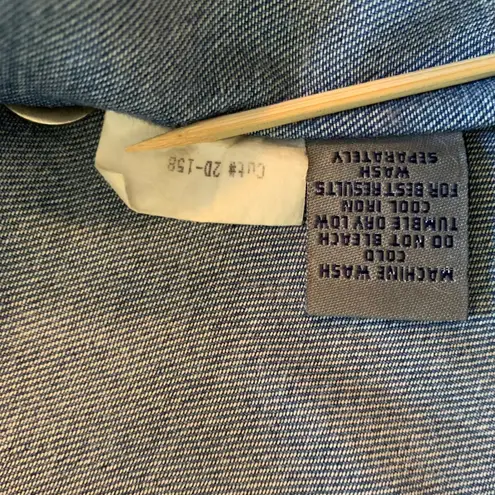 Cut# 2D-158
MACHINE WASH
COLD
DO NOT BLEACH
TUMBLE DRY LOW
COOL IRON
FOR BEST RESULTS
WASH
SEPARATELY